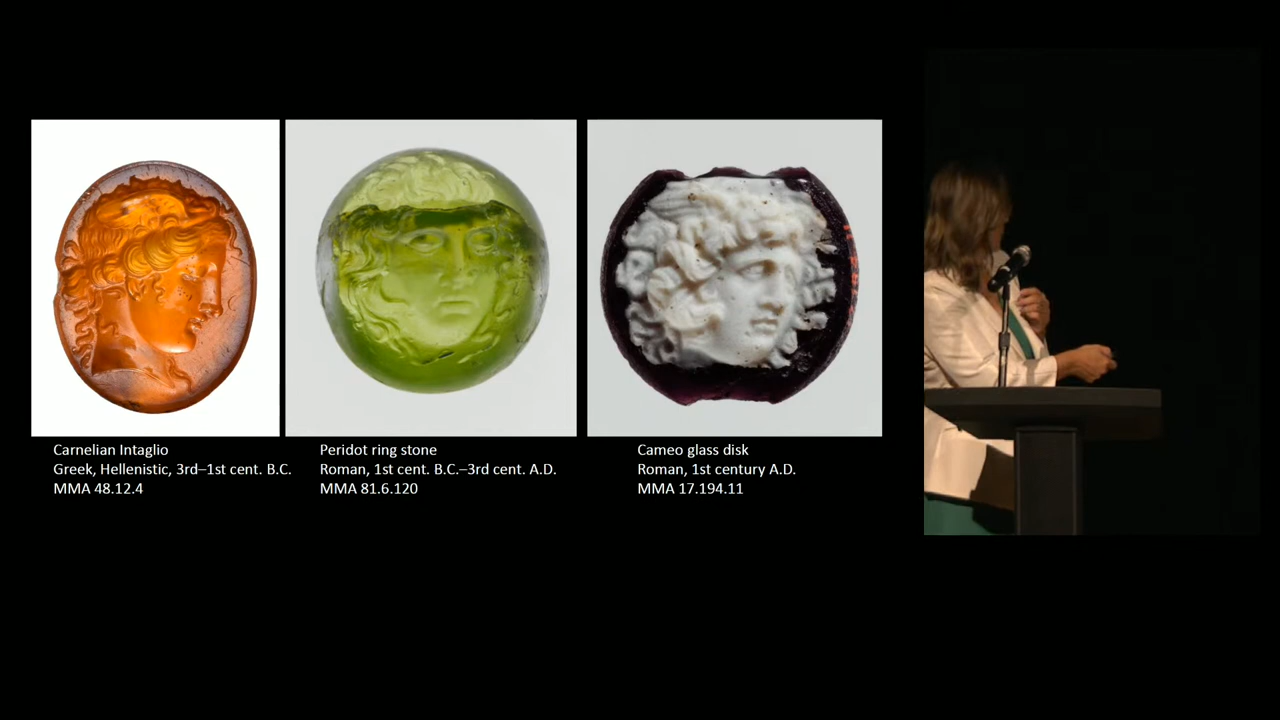 Carnelian Intaglio
Greek, Hellenistic, 3rd–1st cent. B.C.
MMA 48.12.4
Peridot ring stone
Roman, 1st cent. B.C.–3rd cent. A.D.
MMA 81.6.120
Cameo glass disk
Roman, 1st century A.D.
MMA 17.194.11